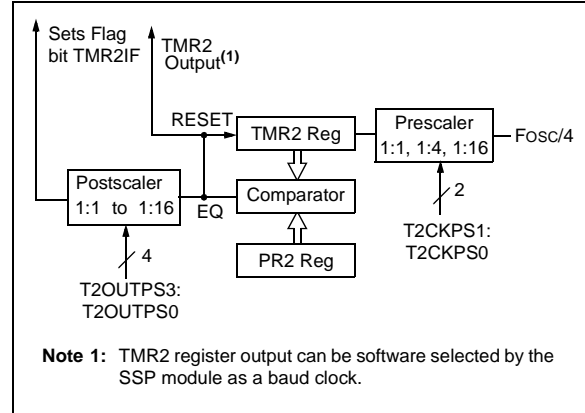 Sets Flag
bit TMR2IF
TMR2
Output(1)
RESET
TMR2 Reg
Prescaler
1:1, 1:4, 1:16
FOSC/4
Postscaler
1:1 to 1:16
EQ
Comparator
2
T2CKPS1:
T2CKPS0
4
PR2 Reg
T2OUTPS3:
T2OUTPS0
Note 1: TMR2 register output can be software selected by the
SSP module as a baud clock.